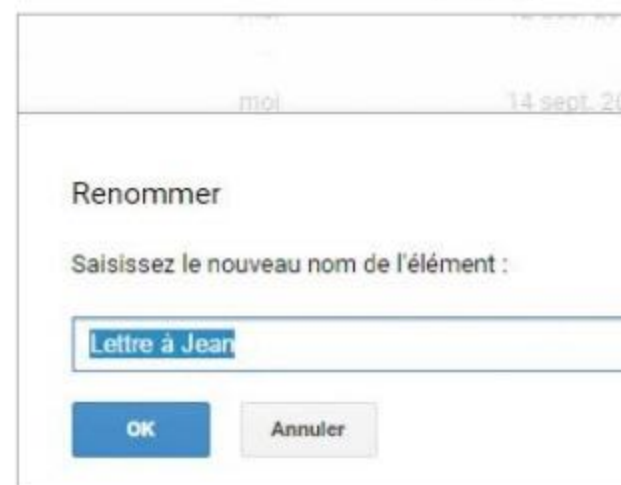 moi 14 sept. 20
Renommer
Saisissez le nouveau nom de l'élément :
Lettre à Jean
OK Annuler